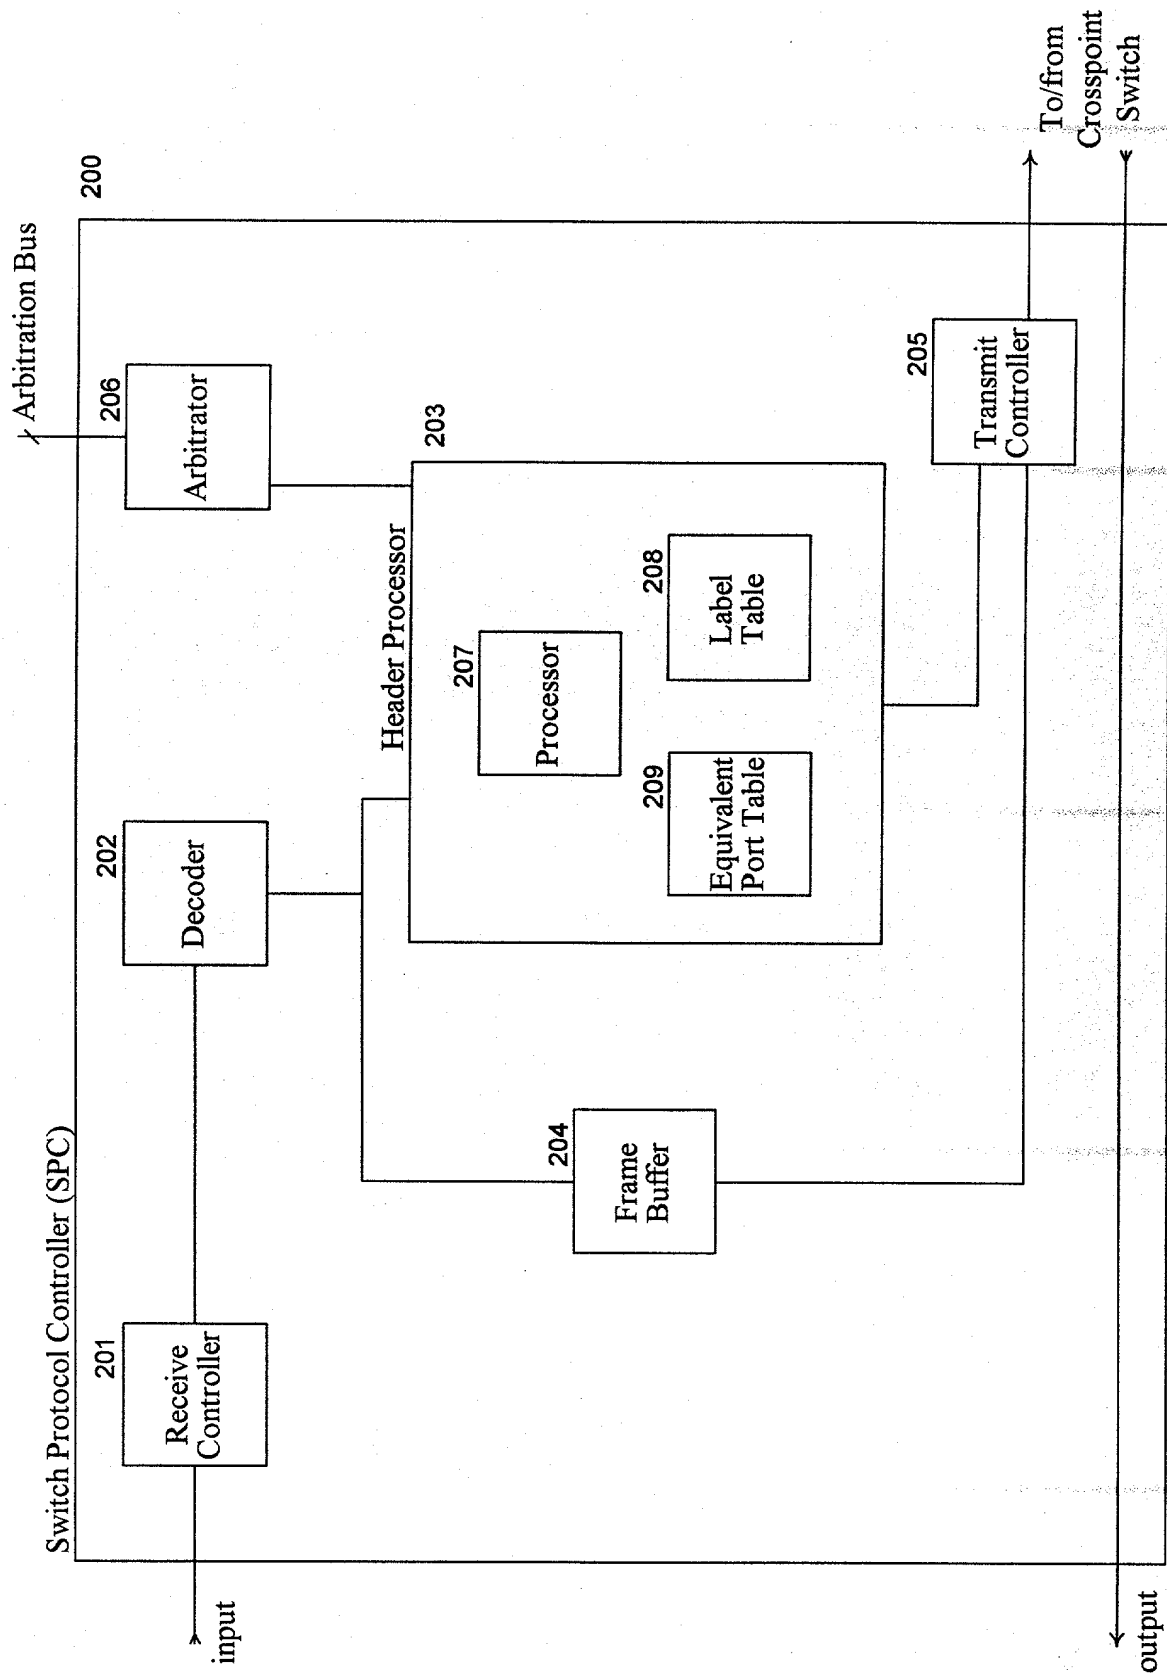 Arbitration Bus
Switch Protocol Controller (SPC)
200
201
Receive
Controller
202
Decoder
206
Arbitrator
Header Processor
203
207
Processor
204
Frame
Buffer
209
Equivalent
Port Table
208
Label
Table
205
Transmit
Controller
input
output
To/from
Crosspoint
Switch